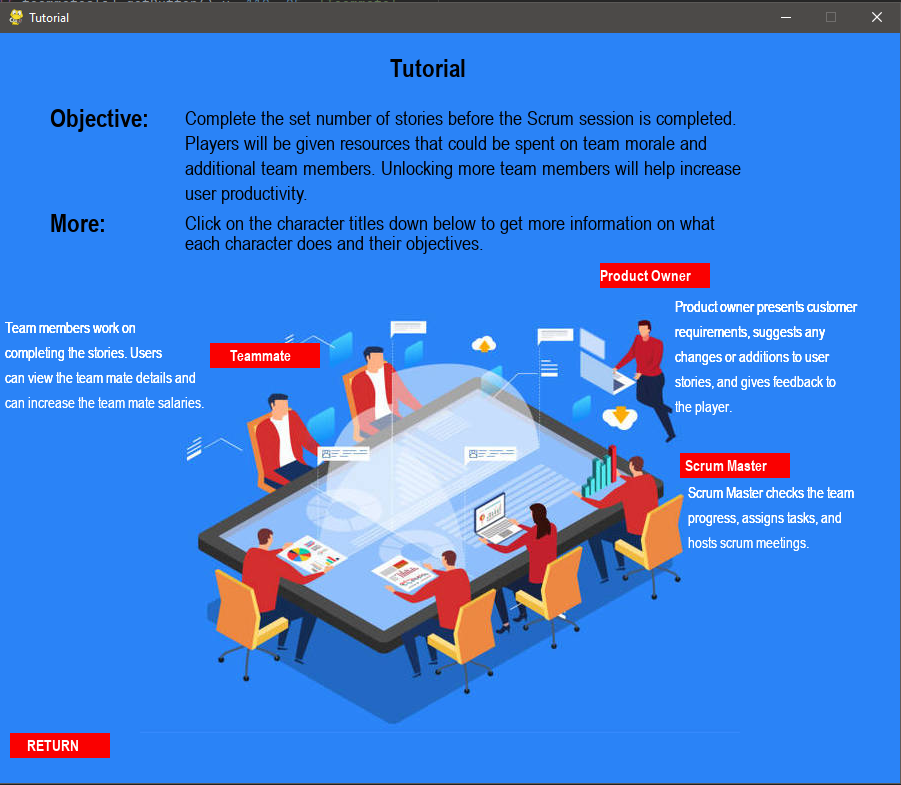 Tutorial
Tutorial
Objective:
Complete the set number of stories before the Scrum session is completed.
Players will be given resources that could be spent on team morale and
additional team members. Unlocking more team members will help increase
user productivity.
More:
Click on the character titles down below to get more information on what
each character does and their objectives.
Product Owner
Product owner presents customer
requirements, suggests any
changes or additions to user
stories, and gives feedback to
the player.
Teammate
Team members work on
completing the stories. Users
can view the team mate details and
can increase the team mate salaries.
Scrum Master
Scrum Master checks the team
progress, assigns tasks, and
hosts scrum meetings.
RETURN